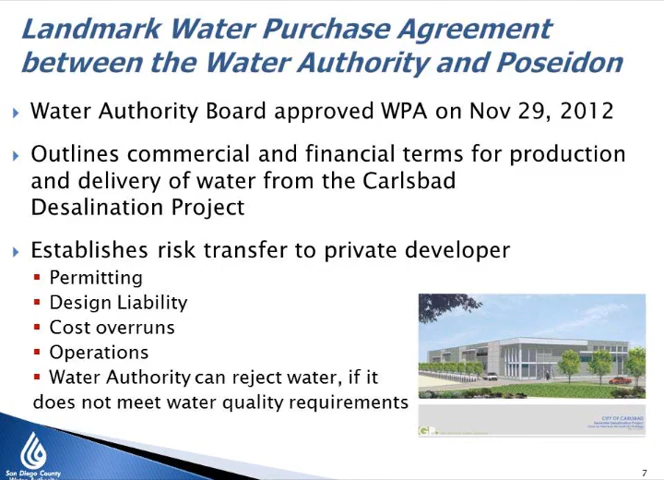 Landmark Water Purchase Agreement
between the Water Authority and Poseidon
Water Authority Board approved WPA on Nov 29, 2012
Outlines commercial and financial terms for production
and delivery of water from the Carlsbad
Desalination Project
Establishes risk transfer to private developer
Permitting
Design Liability
Cost overruns
Operations
Water Authority can reject water, if it
does not meet water quality requirements
CITY OF CARLSBAD
San Diego County
Water Authority
7